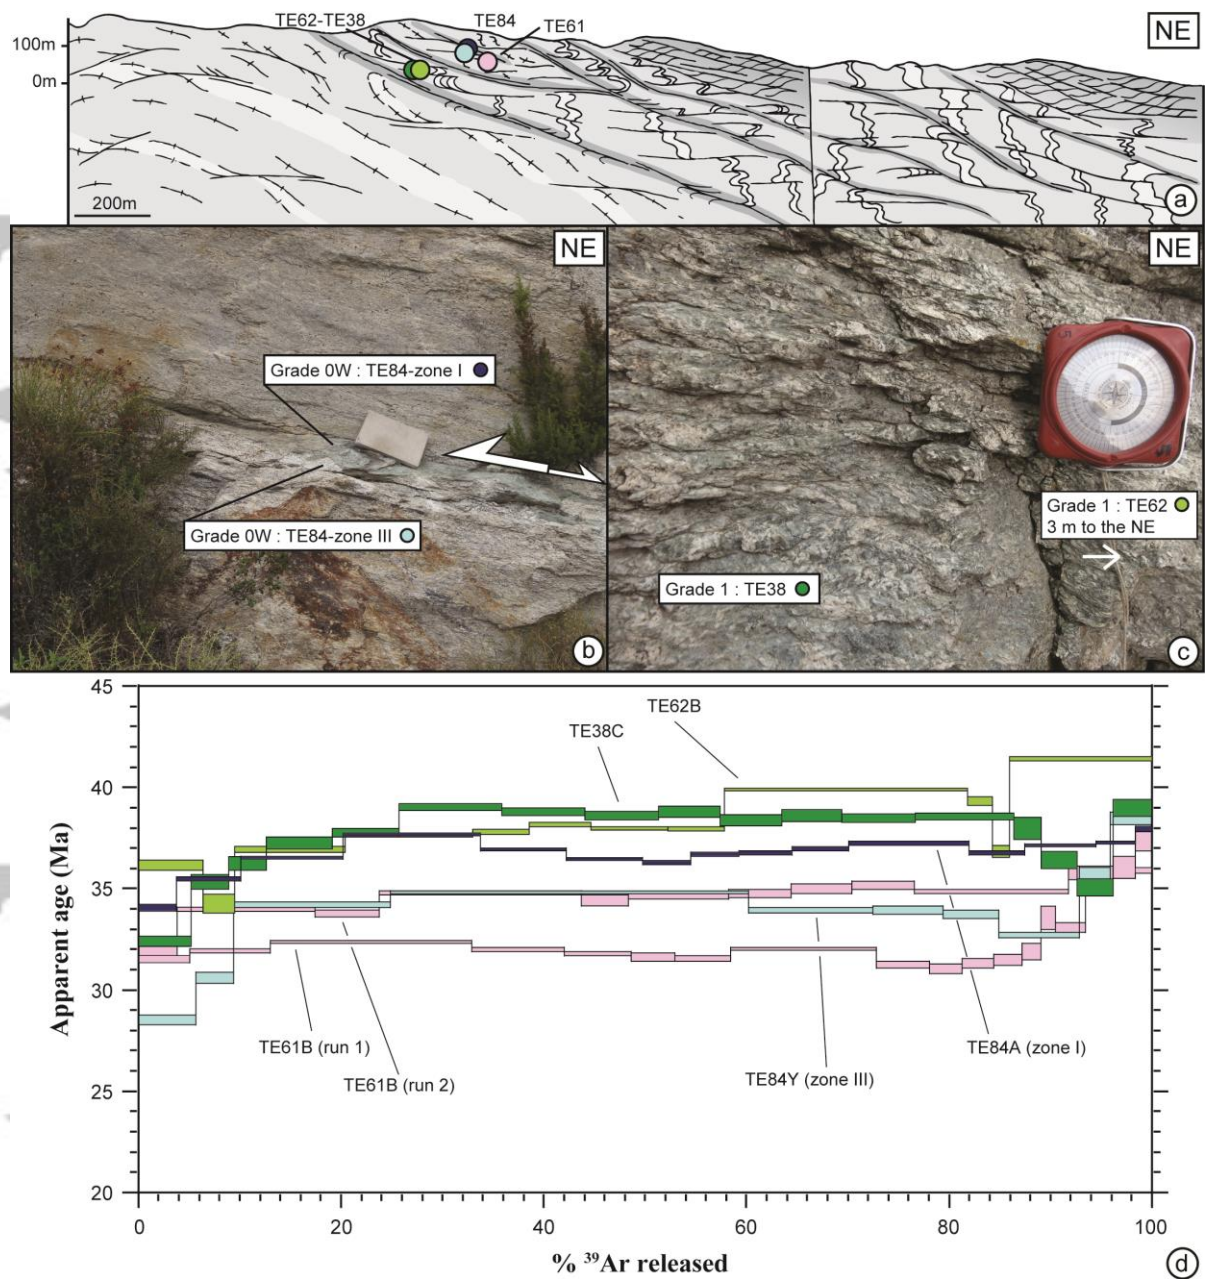 TE62-TE38
TE84
TE61
NE
100m
0m
200m
a
NE
NE
Grade 0W : TE84-zone I
Grade 0W : TE84-zone III
Grade 1 : TE62
3 m to the NE
Grade 1 : TE38
b
c
45
40
35
30
25
20
TE62B
TE38C
TE61B (run 1)
TE61B (run 2)
TE84Y (zone III)
TE84A (zone I)
Apparent age (Ma)
0
20
40
60
80
100
% ³⁹Ar released
d